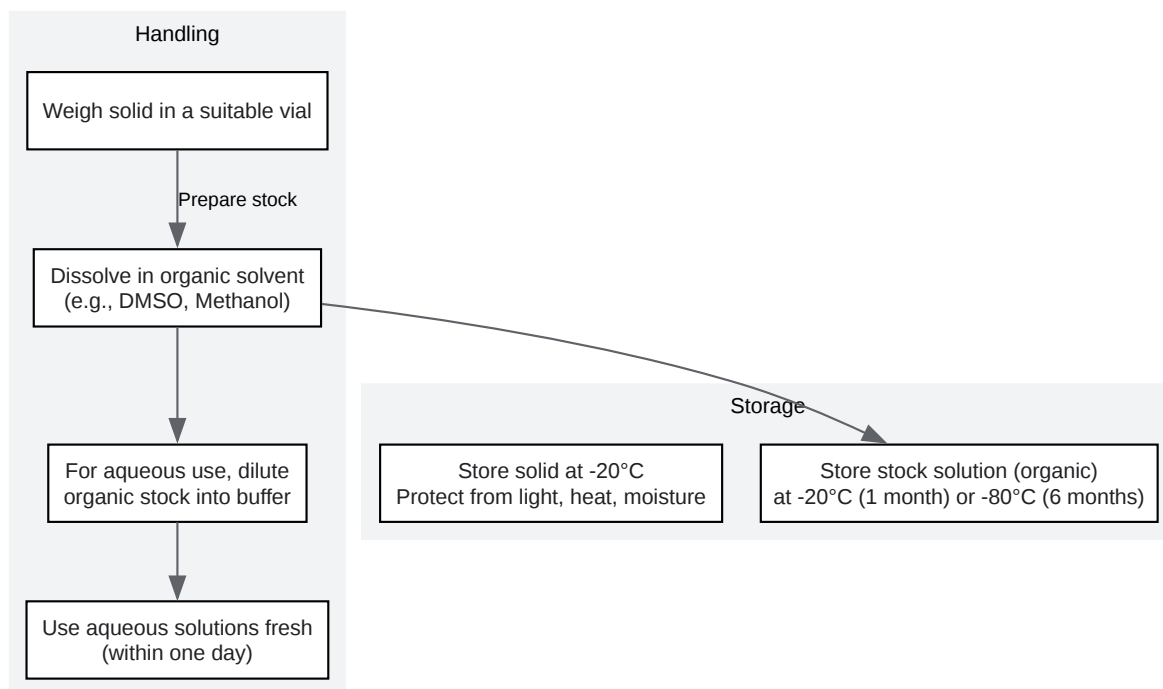 Handling
Weigh solid in a suitable vial
Prepare stock
Dissolve in organic solvent
(e.g., DMSO, Methanol)
For aqueous use, dilute
organic stock into buffer
Use aqueous solutions fresh
(within one day)
Storage
Store solid at -20°C
Protect from light, heat, moisture
Store stock solution (organic)
at -20°C (1 month) or -80°C (6 months)